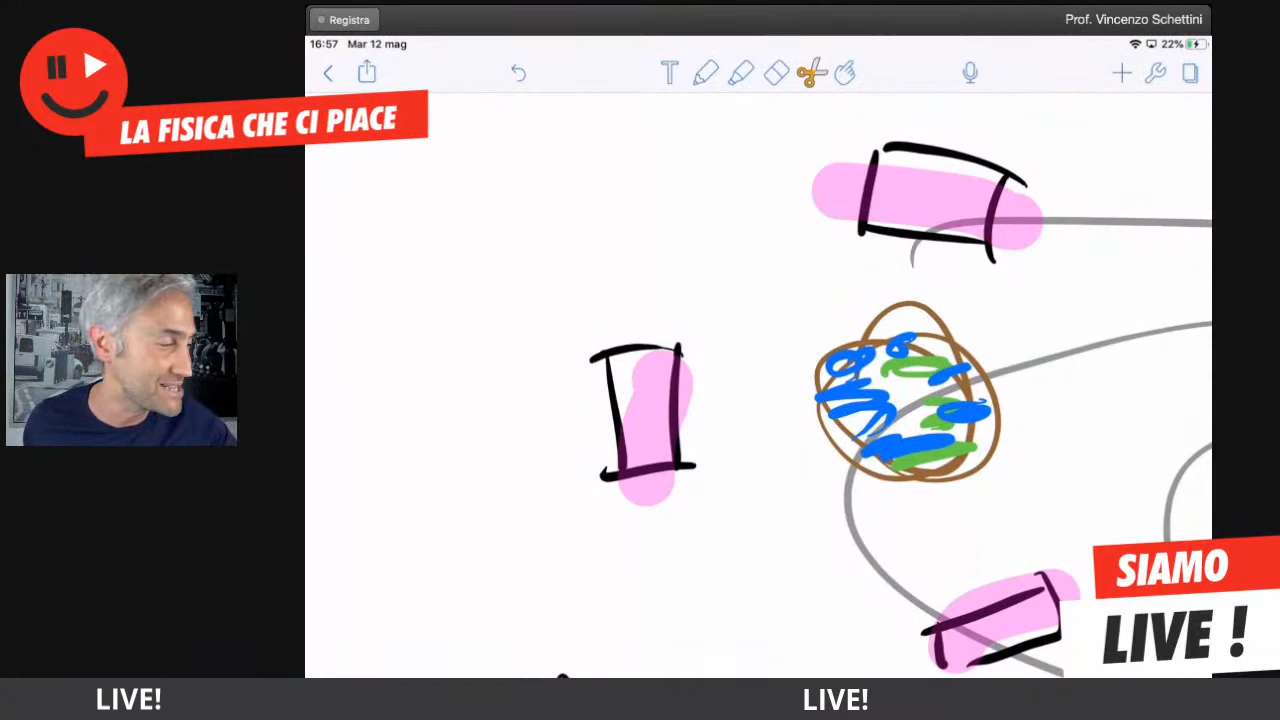 Registra
Prof. Vincenzo Schettini
16:57 Mar 12 mag
22%
LA FISICA CHE CI PIACE
SIAMO
LIVE !
LIVE!
LIVE!